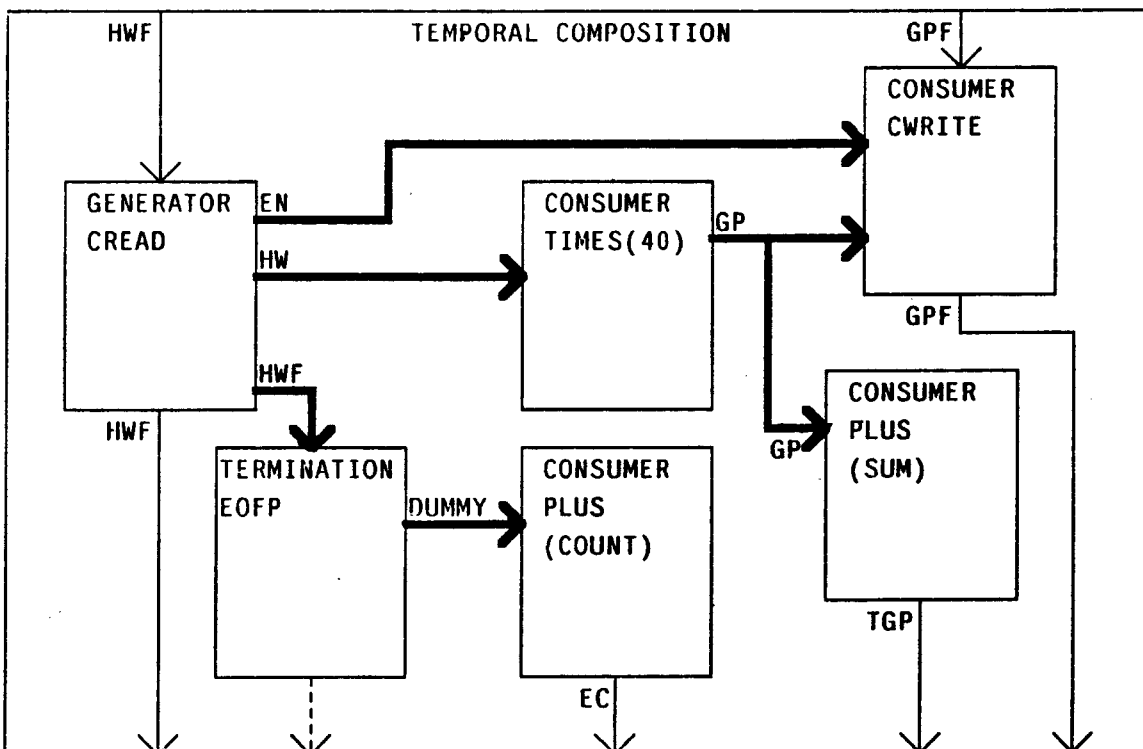 HWF
TEMPORAL COMPOSITION
GPF
CONSUMER
CWRITE
GENERATOR
CREAD
EN
HW
HWF
HWF
CONSUMER
TIMES(40)
GP
GPF
CONSUMER
PLUS
(SUM)
GP
TERMINATION
EOFP
DUMMY
CONSUMER
PLUS
(COUNT)
TGP
EC